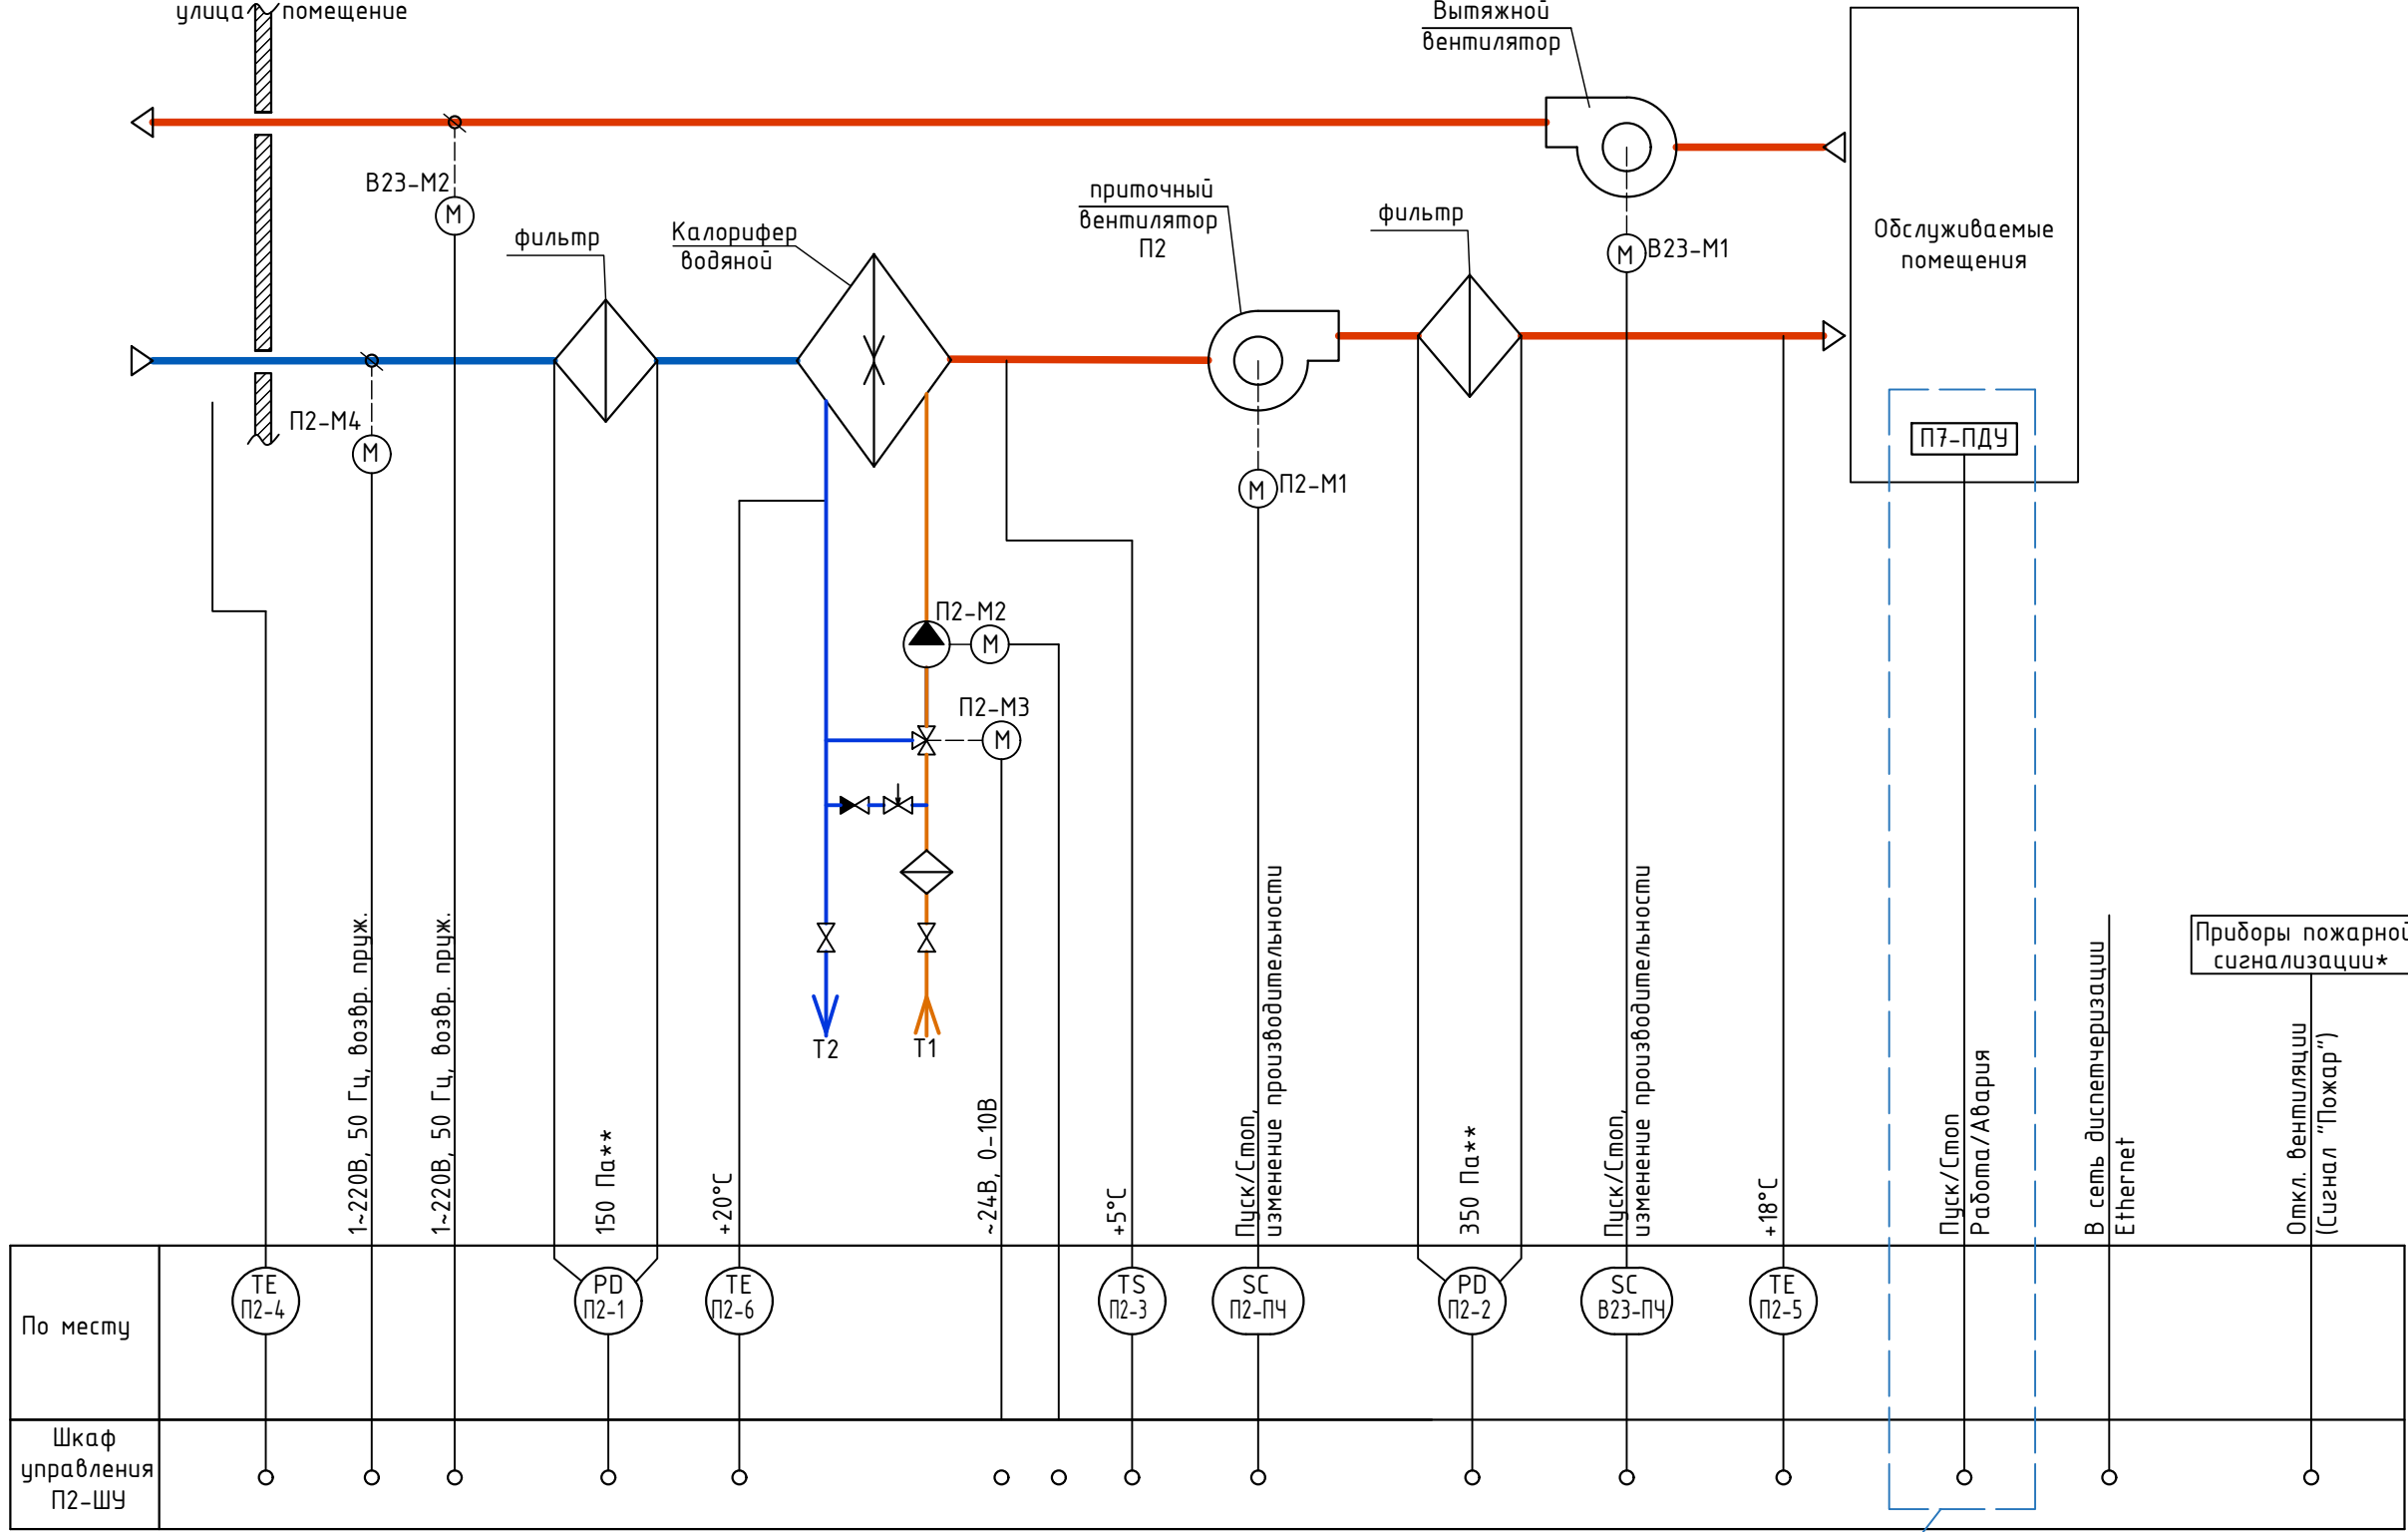 улица помещение
Вытяжной
вентилятор
В23-М2
М
фильтр
Калорифер
водяной
приточный
вентилятор
П2
фильтр
М
В23-М1
Обслуживаемые
помещения
П2-М4
М
П7-ПДУ
М
П2-М1
П2-М2
М
П2-М3
М
Т2
Т1
1~220В, 50 Гц, возвр. пруж.
1~220В, 50 Гц, возвр. пруж.
150 Па**
+20°С
~24В, 0-10В
+5°С
Пуск/Стоп,
изменение производительности
350 Па**
Пуск/Стоп,
изменение производительности
+18°С
Пуск/Стоп
Работа/Авария
В сеть диспетчеризации
Ethernet
Приборы пожарной
сигнализации*
Откл. вентиляции
(Сигнал "Пожар")
По месту
TE
П2-4
PD
П2-1
TE
П2-6
TS
П2-3
SC
П2-ПЧ
PD
П2-2
SC
В23-ПЧ
TE
П2-5
Шкаф
управления
П2-ШУ